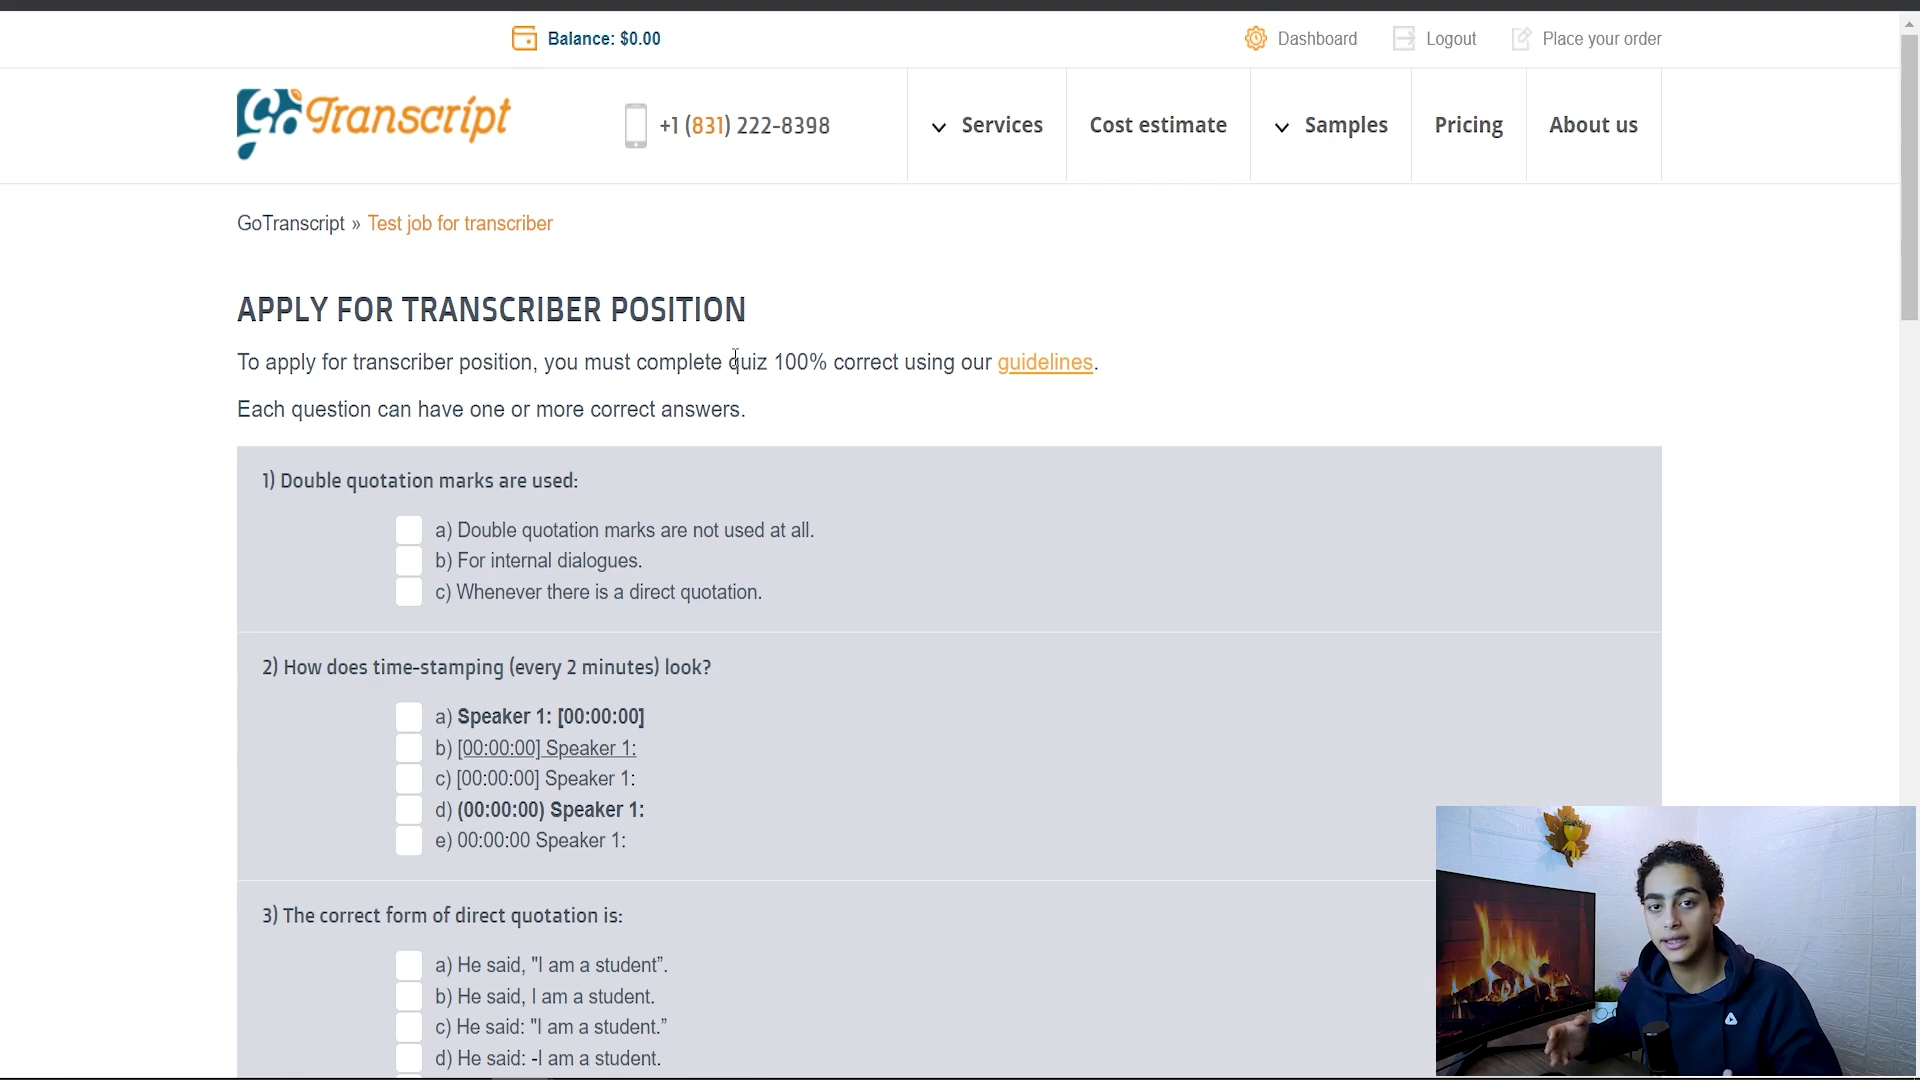 Balance: $0.00
Dashboard
Logout
Place your order
GoTranscript
+1 (831) 222-8398
Services
Cost estimate
Samples
Pricing
About us
GoTranscript » Test job for transcriber
APPLY FOR TRANSCRIBER POSITION
To apply for transcriber position, you must complete quiz 100% correct using our guidelines.
Each question can have one or more correct answers.
1) Double quotation marks are used:
a) Double quotation marks are not used at all.
b) For internal dialogues.
c) Whenever there is a direct quotation.
2) How does time-stamping (every 2 minutes) look?
a) Speaker 1: [00:00:00]
b) [00:00:00] Speaker 1:
c) [00:00:00] Speaker 1:
d) (00:00:00) Speaker 1:
e) 00:00:00 Speaker 1:
3) The correct form of direct quotation is:
a) He said, "I am a student”.
b) He said, I am a student.
c) He said: "I am a student.”
d) He said: -I am a student.